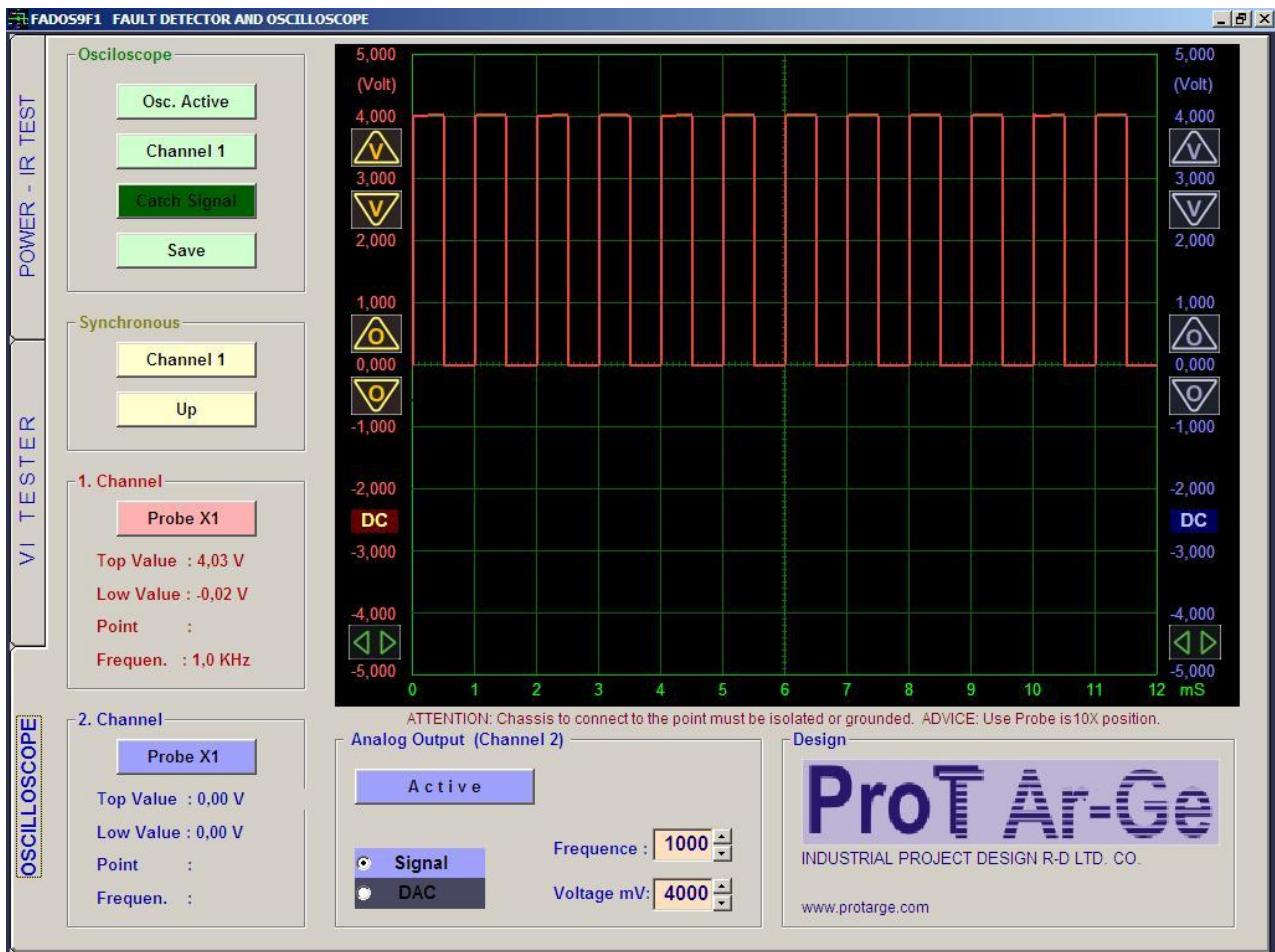 FADOS9F1 FAULT DETECTOR AND OSCILLOSCOPE
POWER - IR TEST
VI TESTER
OSCILLOSCOPE
Osciloscope
Osc. Active
Channel 1
Catch Signal
Save
Synchronous
Channel 1
Up
1. Channel
Probe X1
Top Value : 4,03 V
Low Value : -0,02 V
Point :
Frequen. : 1,0 KHz
2. Channel
Probe X1
Top Value : 0,00 V
Low Value : 0,00 V
Point :
Frequen. :
5,000
(Volt)
4,000
V
3,000
V
2,000
1,000
O
0,000
O
-1,000
-2,000
DC
-3,000
-4,000
-5,000
5,000
(Volt)
4,000
V
3,000
V
2,000
1,000
O
0,000
O
-1,000
-2,000
DC
-3,000
-4,000
-5,000
0 1 2 3 4 5 6 7 8 9 10 11 12 mS
ATTENTION: Chassis to connect to the point must be isolated or grounded. ADVICE: Use Probe is10X position.
Analog Output (Channel 2)
Active
Signal
DAC
Frequence : 1000
Voltage mV: 4000
Design
ProT Ar-Ge
INDUSTRIAL PROJECT DESIGN R-D LTD. CO.
www.protarge.com